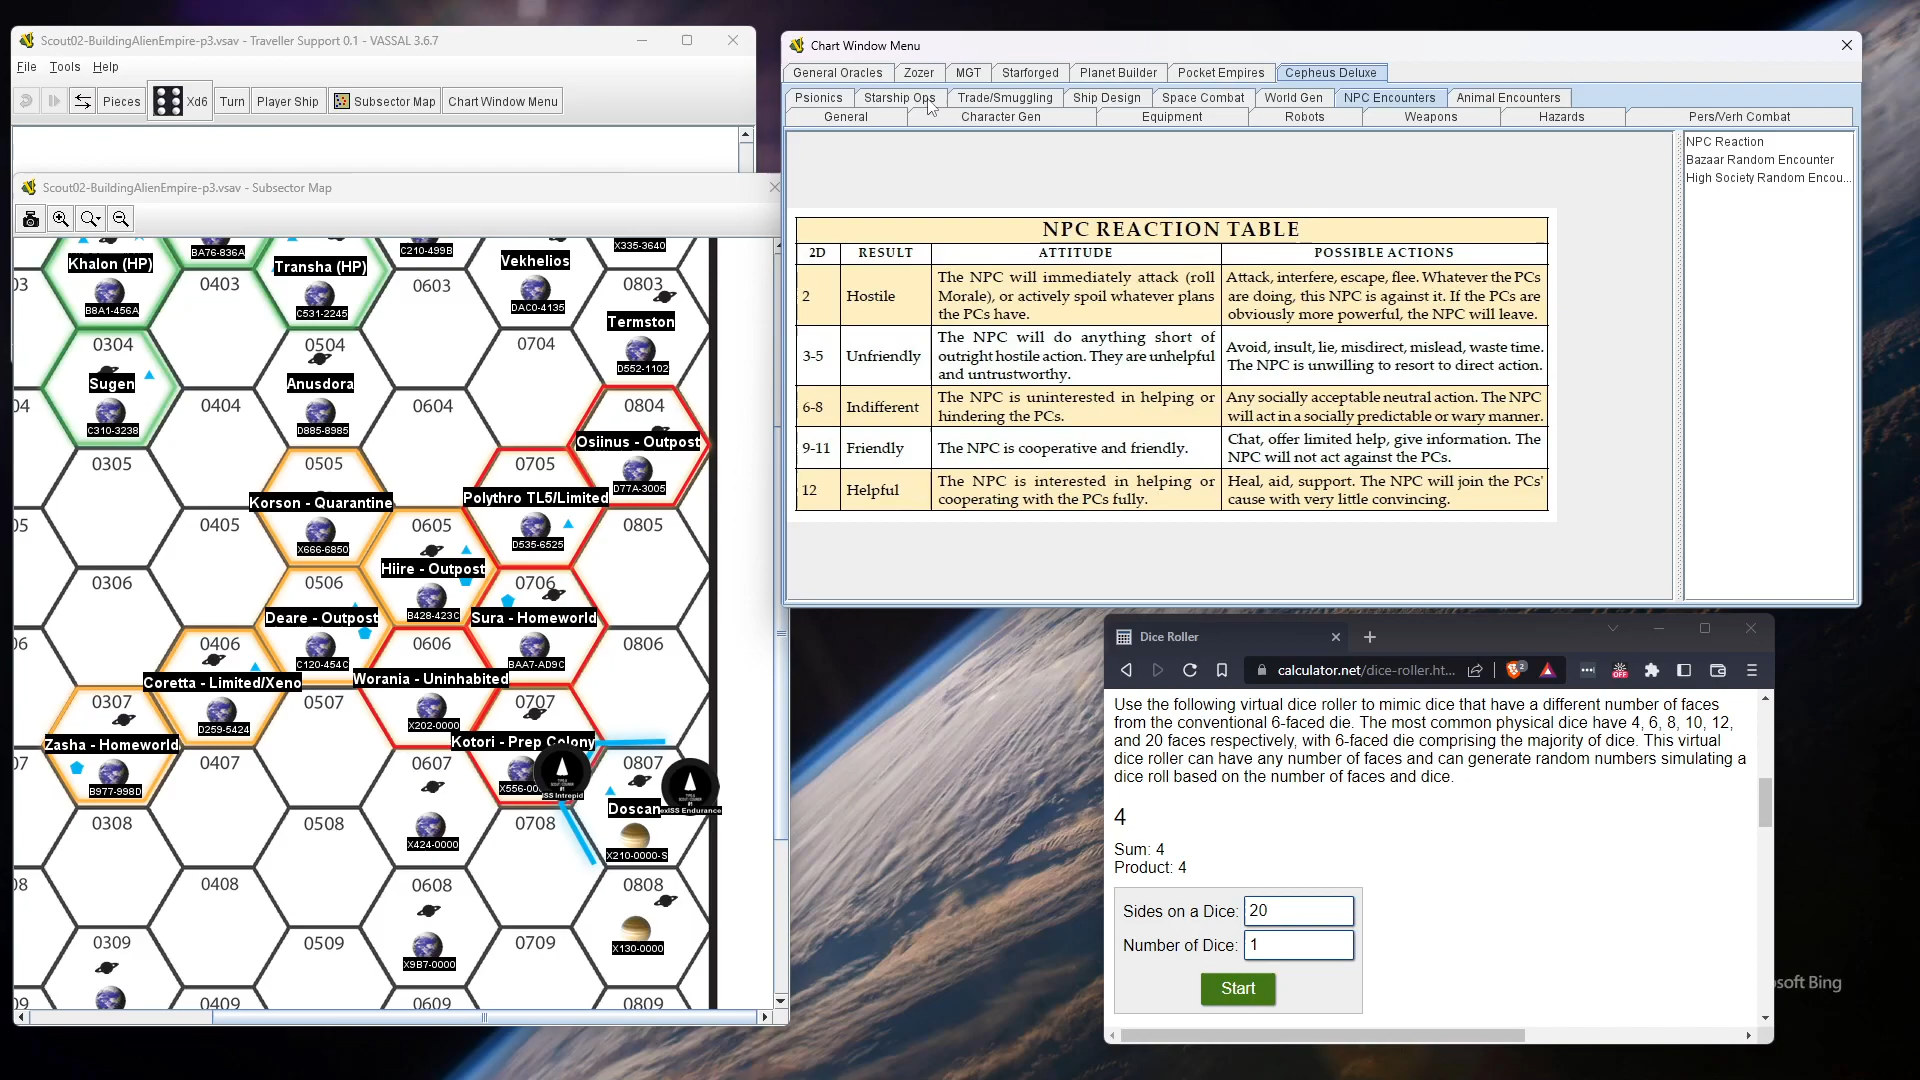 Scout02-BuildingAlienEmpire-p3.vsav - Traveller Support 0.1 - VASSAL 3.6.7
File Tools Help
Xd6
Pieces Turn Player Ship Subsector Map Chart Window Menu
Scout02-BuildingAlienEmpire-p3.vsav - Subsector Map
BA76-836A
C210-499B
X335-3640
Khalon (HP)
Transha (HP)
Vekhelios
03
0403
0603
0803
B8A1-456A
C531-2245
DAC0-4135
Termston
0304
0504
0704
D552-1102
Sugen
Anusdora
04
0404
0604
0804
C310-3238
D885-8985
Osiinus - Outpost
0305
0505
0705
D77A-3005
Korson - Quarantine
Polythro TL5/Limited
05
0405
0605
0805
X666-6850
D535-6525
Hiire - Outpost
0306
0506
0706
B428-423C
Deare - Outpost
Sura - Homeworld
06
0406
0606
0806
C120-454C
BAA7-AD9C
Coretta - Limited/Xeno
Worania - Uninhabited
0307
0507
0707
D259-5424
X202-0000
Zasha - Homeworld
Kotori - Prep Colony
07
0407
0607
0807
B977-998D
ISS Intrepid
Doscan
ISS Endurance
0308
0508
0708
X424-0000
X210-0000-S
08
0408
0608
0808
0309
0509
0709
X130-0000
X9B7-0000
09
0409
0609
0809
Chart Window Menu
General Oracles Zozer MGT Starforged Planet Builder Pocket Empires Cepheus Deluxe
Psionics Starship Ops Trade/Smuggling Ship Design Space Combat World Gen NPC Encounters Animal Encounters
General Character Gen Equipment Robots Weapons Hazards Pers/Verh Combat
NPC Reaction
Bazaar Random Encounter
High Society Random Encou...
NPC REACTION TABLE
2D RESULT ATTITUDE POSSIBLE ACTIONS
2 Hostile The NPC will immediately attack (roll Morale), or actively spoil whatever plans the PCs have. Attack, interfere, escape, flee. Whatever the PCs are doing, this NPC is against it. If the PCs are obviously more powerful, the NPC will leave.
3-5 Unfriendly The NPC will do anything short of outright hostile action. They are unhelpful and untrustworthy. Avoid, insult, lie, misdirect, mislead, waste time. The NPC is unwilling to resort to direct action.
6-8 Indifferent The NPC is uninterested in helping or hindering the PCs. Any socially acceptable neutral action. The NPC will act in a socially predictable or wary manner.
9-11 Friendly The NPC is cooperative and friendly. Chat, offer limited help, give information. The NPC will not act against the PCs.
12 Helpful The NPC is interested in helping or cooperating with the PCs fully. Heal, aid, support. The NPC will join the PCs' cause with very little convincing.
Dice Roller
calculator.net/dice-roller.ht...
2
OFF
Use the following virtual dice roller to mimic dice that have a different number of faces
from the conventional 6-faced die. The most common physical dice have 4, 6, 8, 10, 12,
and 20 faces respectively, with 6-faced die comprising the majority of dice. This virtual
dice roller can have any number of faces and can generate random numbers simulating a
dice roll based on the number of faces and dice.
4
Sum: 4
Product: 4
Sides on a Dice: 20
Number of Dice: 1
Start
osoft Bing